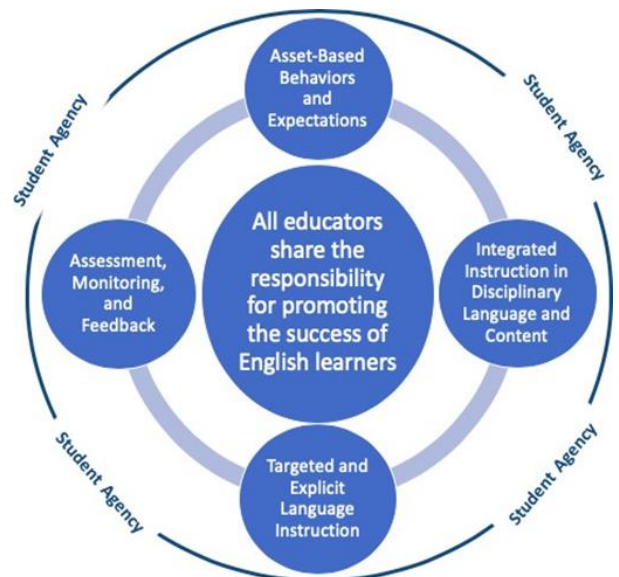 Asset-Based
Behaviors
and
Expectations
Student Agency
Student Agency
All educators
share the
responsibility
for promoting
the success of
English learners
Assessment,
Monitoring,
and
Feedback
Integrated
Instruction in
Disciplinary
Language and
Content
Student Agency
Student Agency
Targeted and
Explicit
Language
Instruction